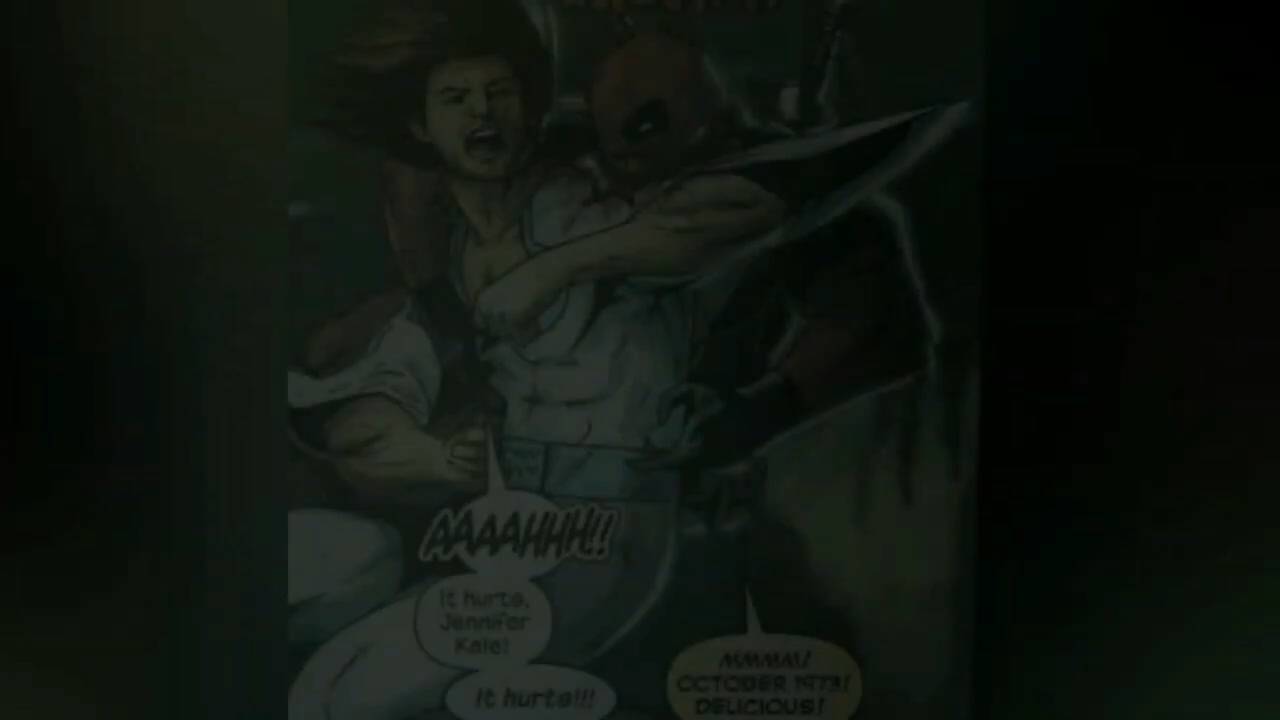 AAAAHHH!!
It hurts,
Jennifer
Kale!
It hurts!!!
MMMM!
OCTOBER 1973!
DELICIOUS!